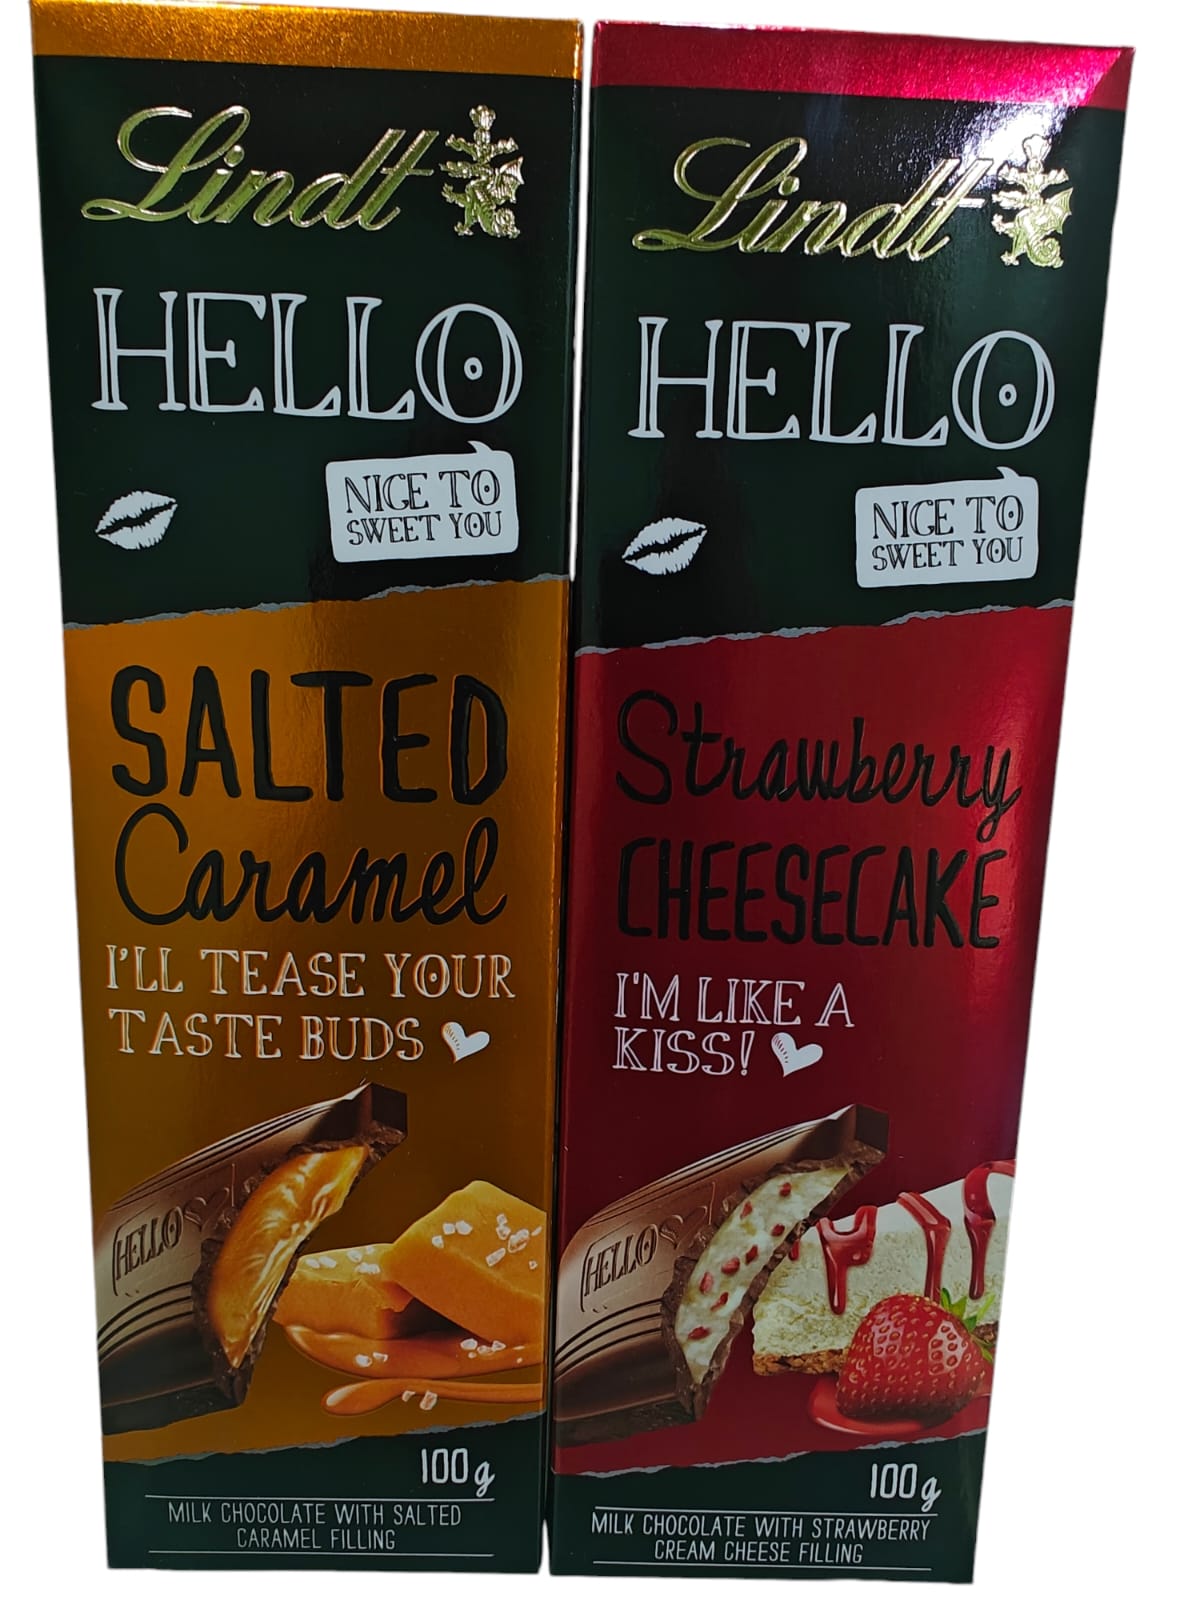 Lindt
HELLO
NICE TO
SWEET YOU
SALTED
Caramel
I'LL TEASE YOUR
TASTE BUDS
HELLO
100g
MILK CHOCOLATE WITH SALTED
CARAMEL FILLING
Lindt
HELLO
NICE TO
SWEET YOU
Strawberry
CHEESECAKE
I'M LIKE A
KISS!
HELLO
100g
MILK CHOCOLATE WITH STRAWBERRY
CREAM CHEESE FILLING